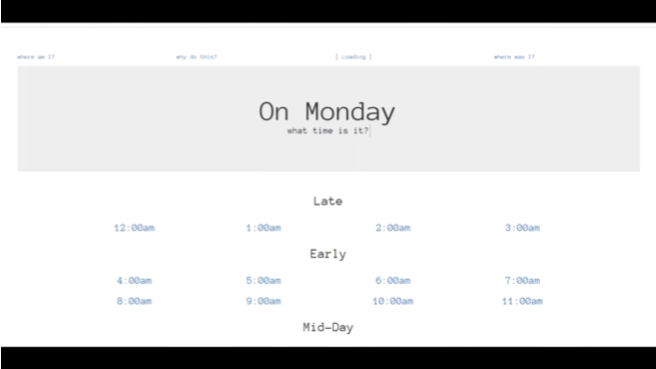 where am I? why do this? [ Loading ] where was I?
On Monday
what time is it?
Late
12:00am 1:00am 2:00am 3:00am
Early
4:00am 5:00am 6:00am 7:00am
8:00am 9:00am 10:00am 11:00am
Mid-Day